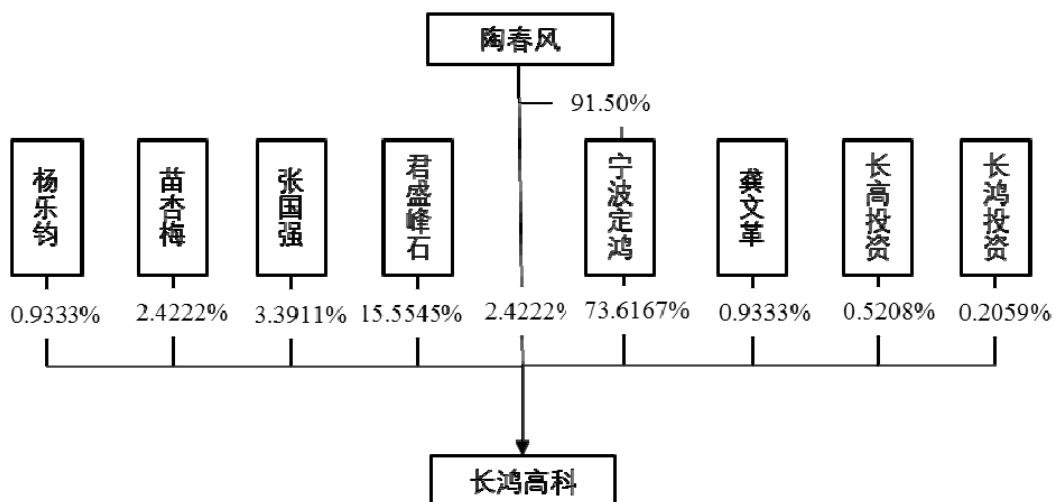 陶春风
91.50%
杨乐钧
苗杏梅
张国强
君盛峰石
宁波定鸿
龚文革
长高投资
长鸿投资
0.9333%
2.4222%
3.3911%
15.5545%
2.4222%
73.6167%
0.9333%
0.5208%
0.2059%
长鸿高科